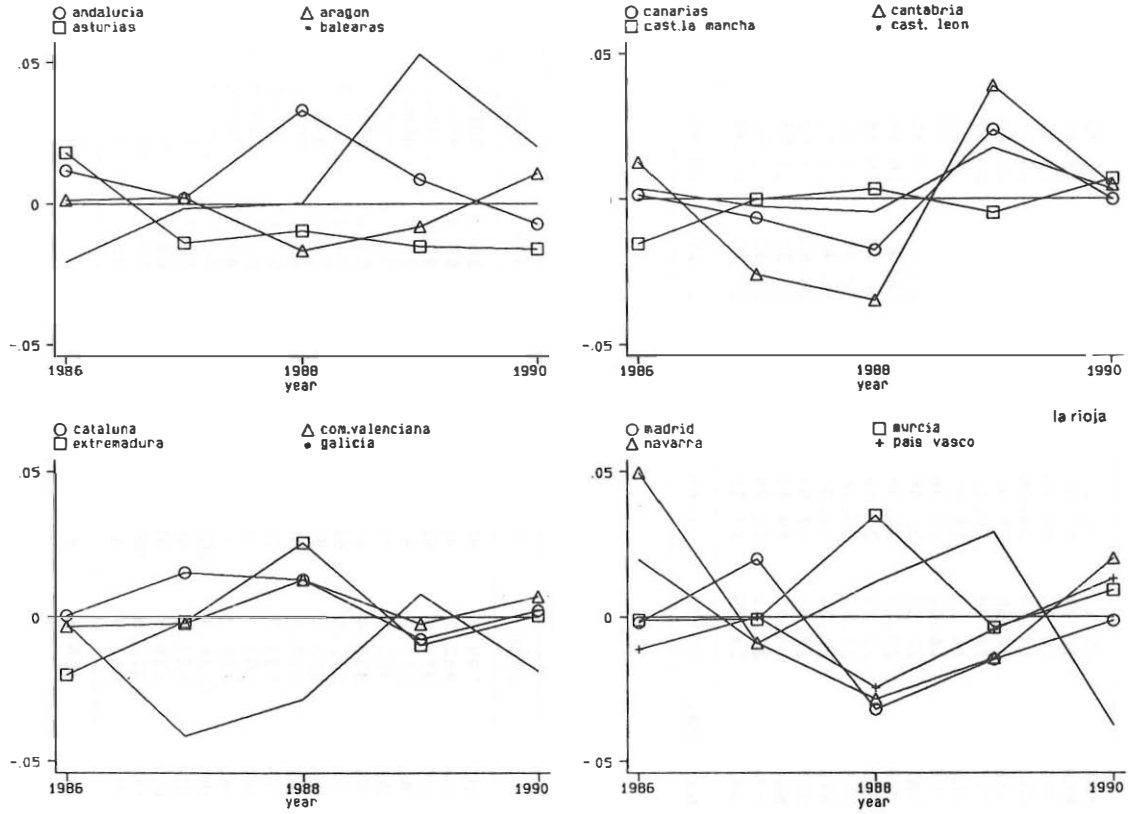 andalucia aragon
asturias balearas
.05
0
-.05
1986 1988 1990
year
canarias cantabria
cast.la mancha cast. leon
.05
0
-.05
1986 1988 1990
year
cataluna com.valenciana
extremadura galicia
.05
0
-.05
1986 1988 1990
year
la rioja
madrid murcia
navarra pais vasco
.05
0
-.05
1986 1988 1990
year